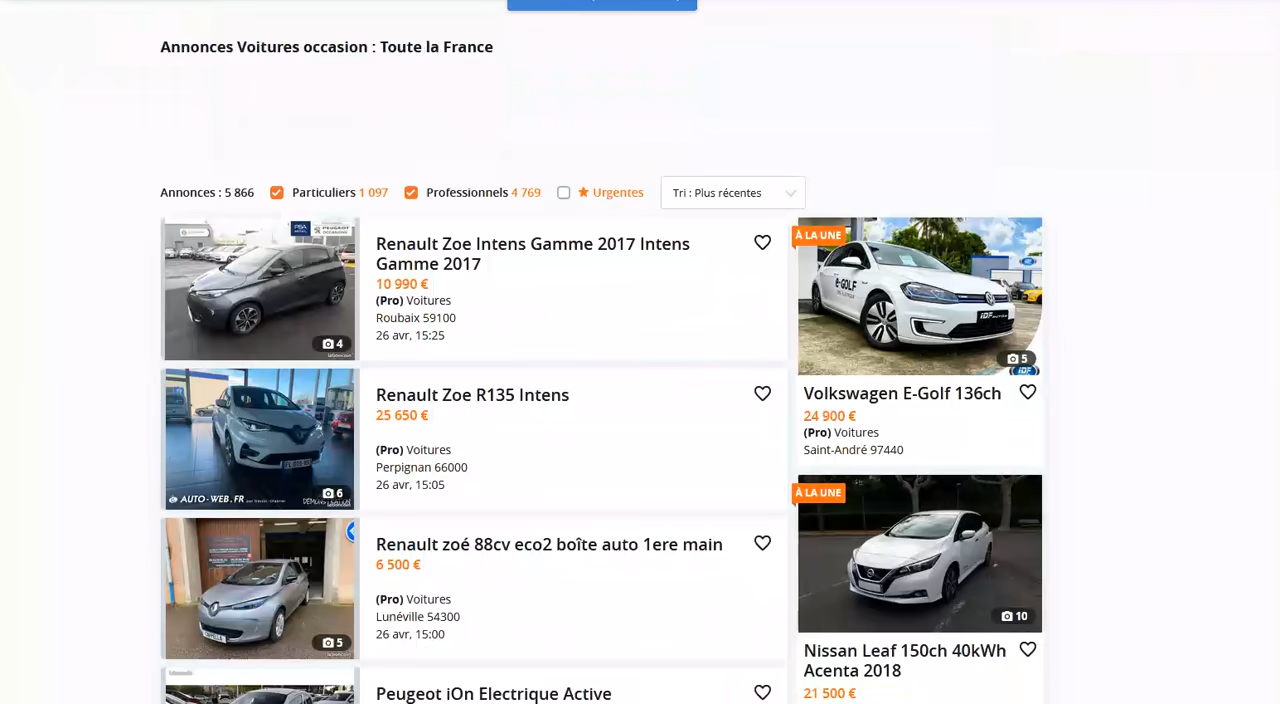 Annonces Voitures occasion : Toute la France
Annonces : 5 866 Particuliers 1 097 Professionnels 4 769 Urgentes Tri : Plus récentes
4
Renault Zoe Intens Gamme 2017 Intens
Gamme 2017
10 990 €
(Pro) Voitures
Roubaix 59100
26 avr, 15:25
AUTO-WEB.FR
6
Renault Zoe R135 Intens
25 650 €
(Pro) Voitures
Perpignan 66000
26 avr, 15:05
5
Renault zoé 88cv eco2 boîte auto 1ere main
6 500 €
(Pro) Voitures
Lunéville 54300
26 avr, 15:00
Peugeot iOn Electrique Active
À LA UNE
e-GOLF
IDF
5
Volkswagen E-Golf 136ch
24 900 €
(Pro) Voitures
Saint-André 97440
À LA UNE
10
Nissan Leaf 150ch 40kWh
Acenta 2018
21 500 €